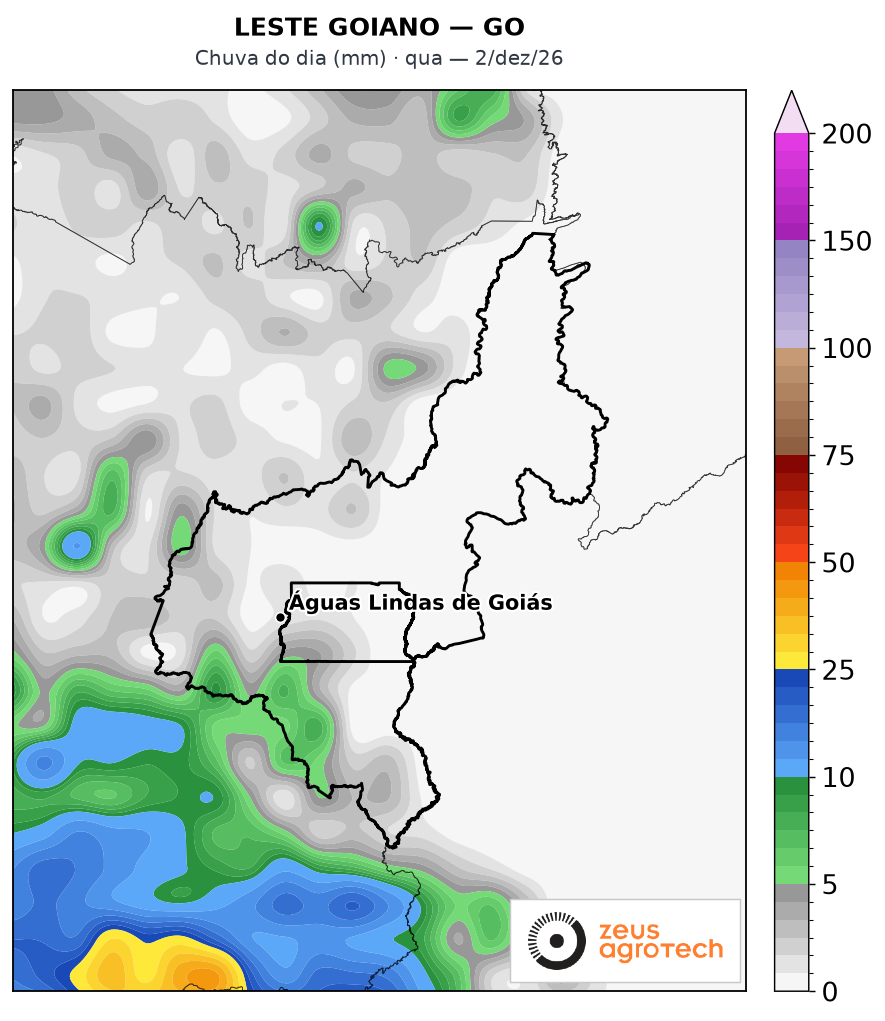 LESTE GOIANO — GO
Chuva do dia (mm) · qua — 2/dez/26
200
150
100
75
50
25
10
5
0
Águas Lindas de Goiás
zeus
agrotech